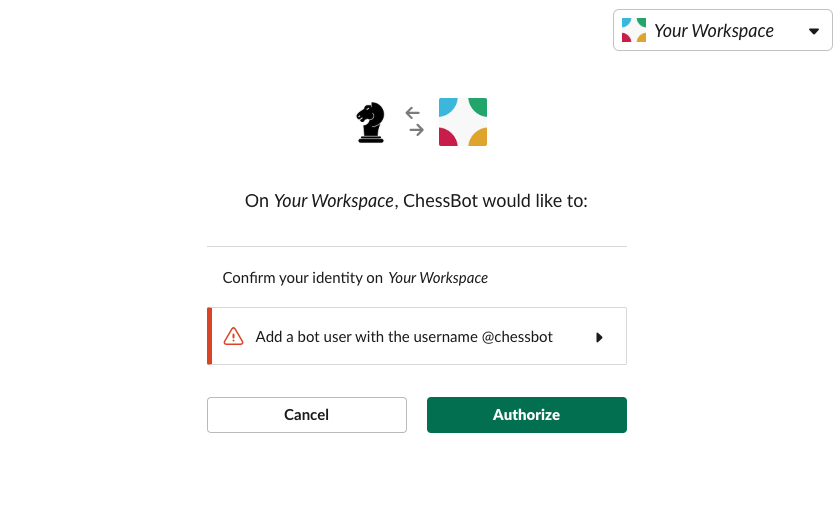 Your Workspace
On Your Workspace, ChessBot would like to:
Confirm your identity on Your Workspace
Add a bot user with the username @chessbot
Cancel
Authorize